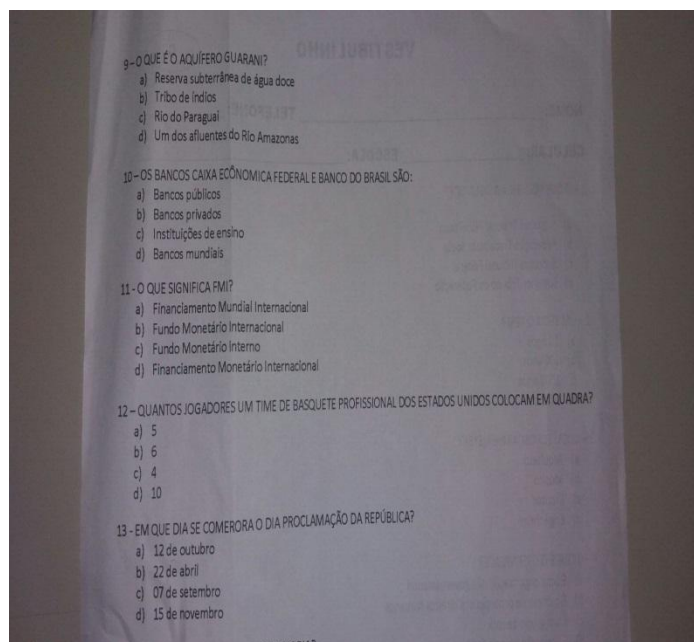 9 – O QUE É O AQUÍFERO GUARANI?
a) Reserva subterrânea de água doce
b) Tribo de índios
c) Rio do Paraguai
d) Um dos afluentes do Rio Amazonas
10 – OS BANCOS CAIXA ECÔNOMICA FEDERAL E BANCO DO BRASIL SÃO:
a) Bancos públicos
b) Bancos privados
c) Instituições de ensino
d) Bancos mundiais
11 - O QUE SIGNIFICA FMI?
a) Financiamento Mundial Internacional
b) Fundo Monetário Internacional
c) Fundo Monetário Interno
d) Financiamento Monetário Internacional
12 – QUANTOS JOGADORES UM TIME DE BASQUETE PROFISSIONAL DOS ESTADOS UNIDOS COLOCAM EM QUADRA?
a) 5
b) 6
c) 4
d) 10
13 - EM QUE DIA SE COMERORA O DIA PROCLAMAÇÃO DA REPÚBLICA?
a) 12 de outubro
b) 22 de abril
c) 07 de setembro
d) 15 de novembro